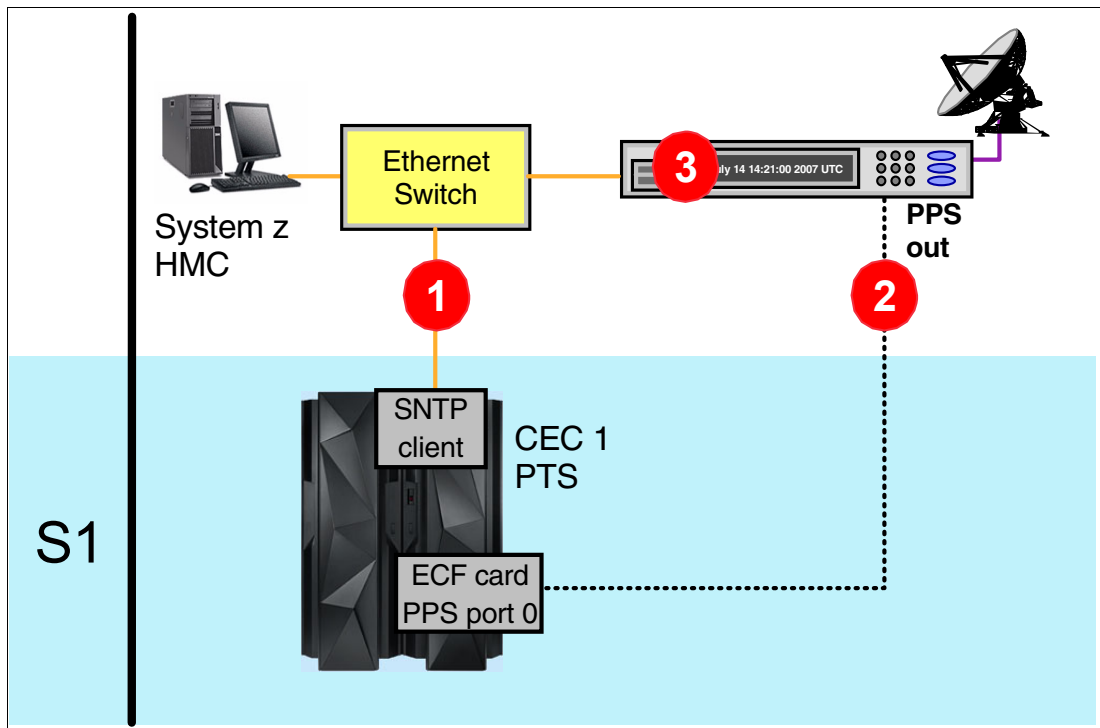 System z
HMC
Ethernet
Switch
3
uly 14 14:21:00 2007 UTC
PPS
out
1
2
SNTP
client
CEC 1
PTS
S1
ECF card
PPS port 0